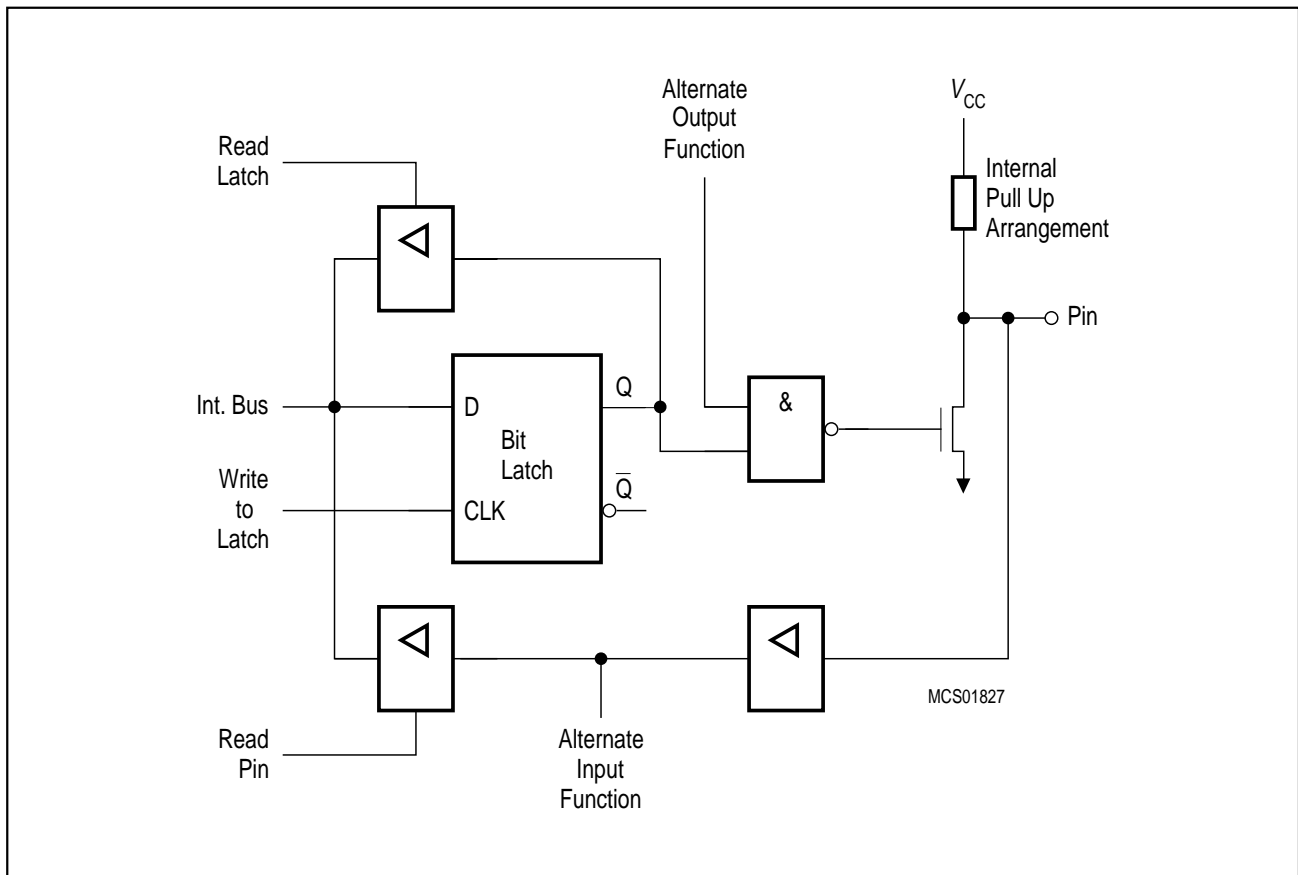 Alternate
Output
Function
V CC
Read
Latch
Internal
Pull Up
Arrangement
Pin
Int. Bus
D
Q
&
Bit
Latch
Q̅
Write
to
Latch
CLK
MCS01827
Read
Pin
Alternate
Input
Function